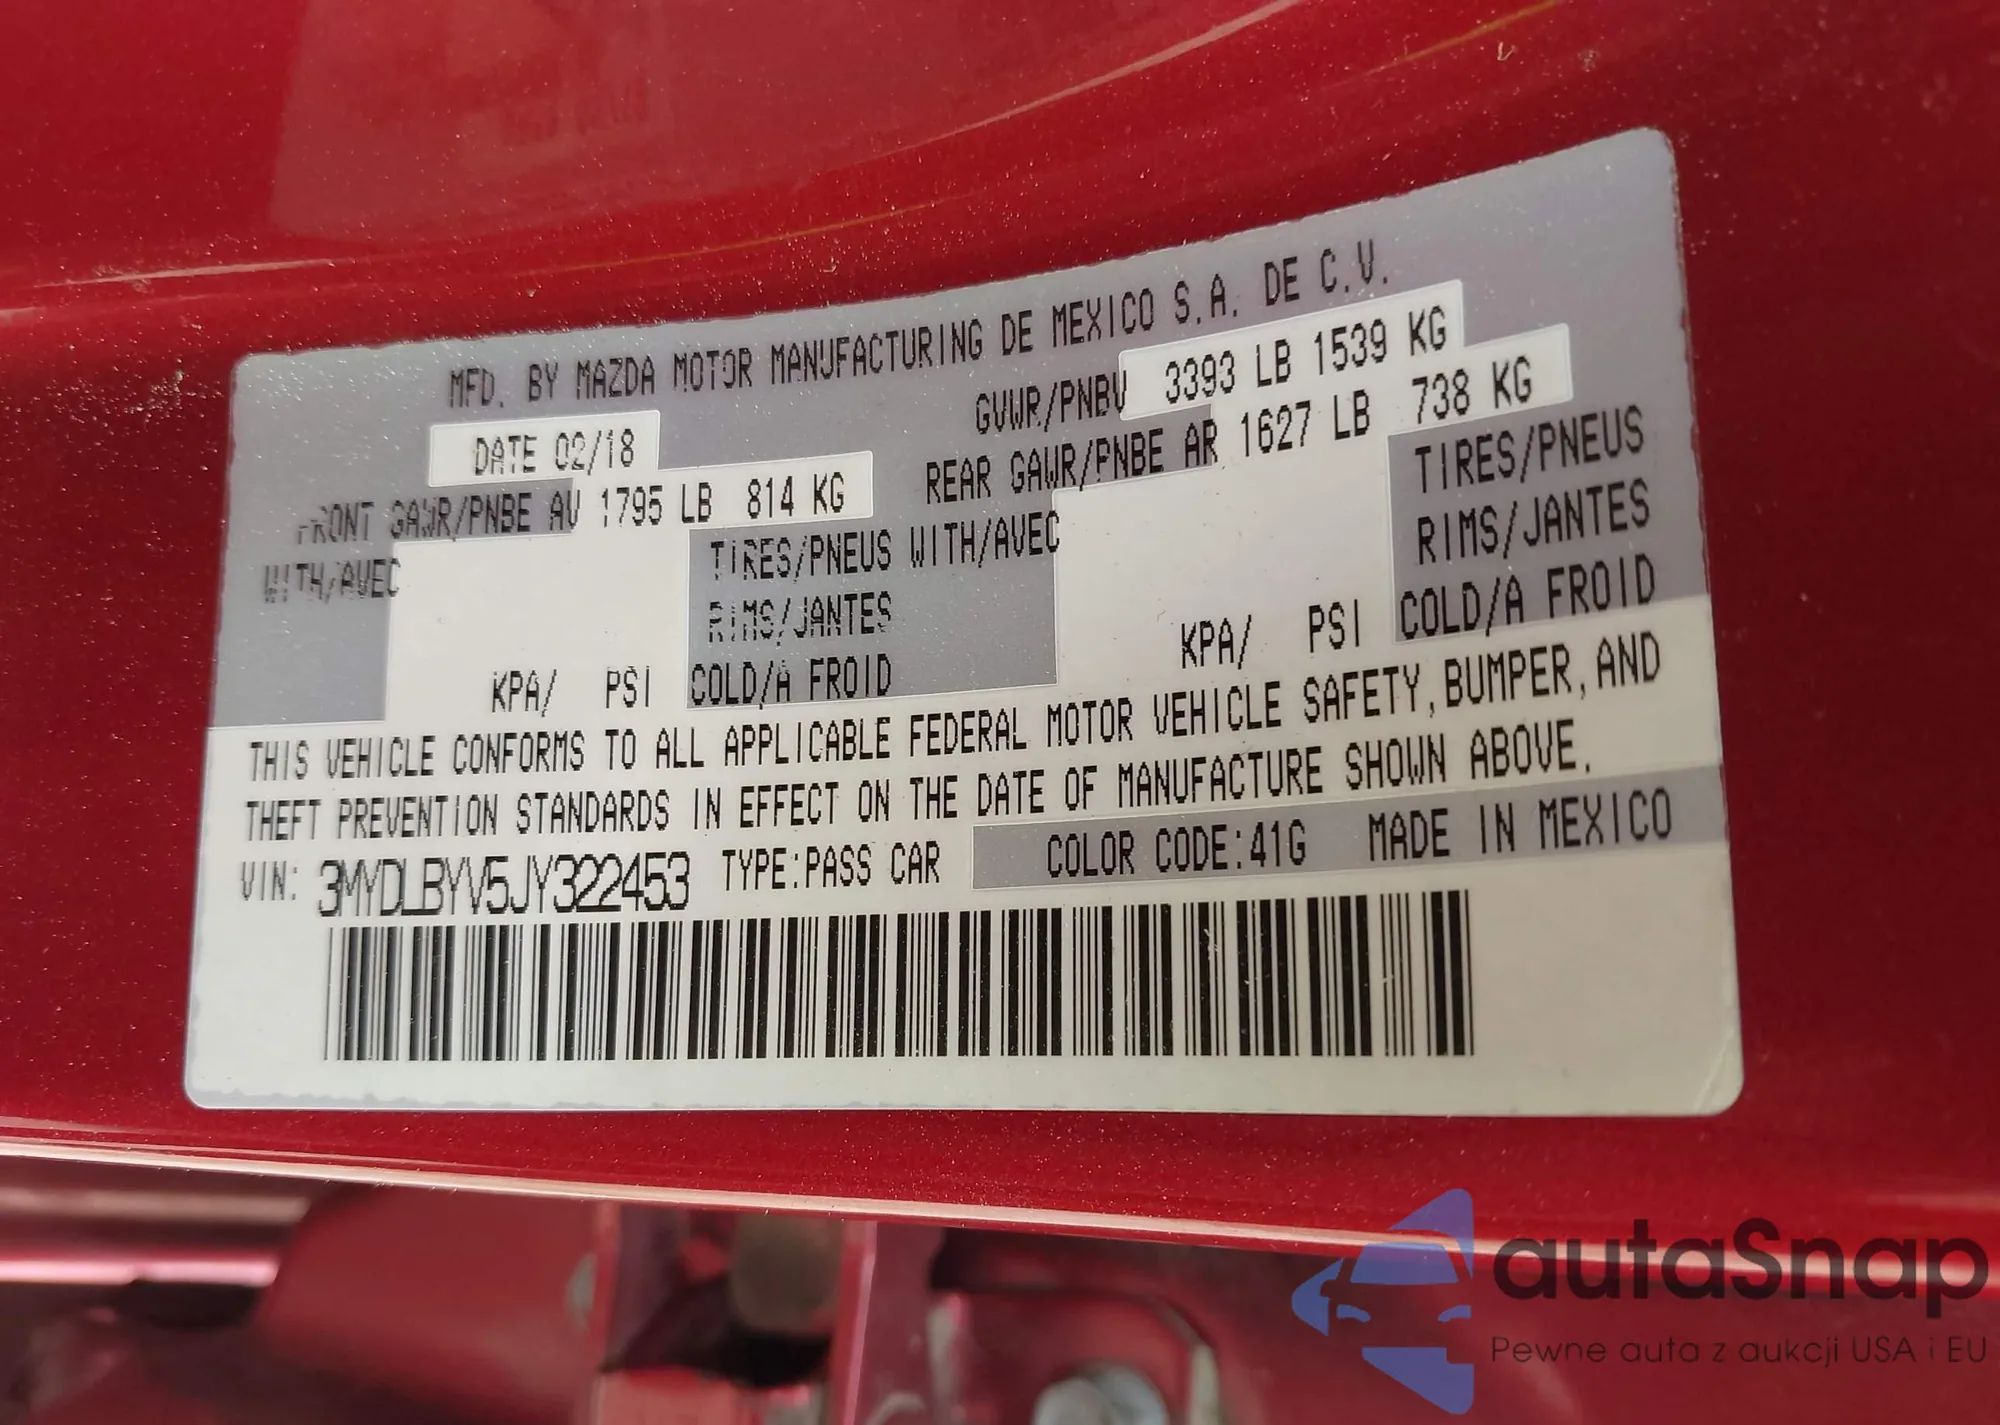 MFD. BY MAZDA MOTOR MANUFACTURING DE MEXICO S.A. DE C.V.
DATE 02/18 GVWR/PNBV 3393 LB 1539 KG
FRONT GAWR/PNBE AV 1795 LB 814 KG REAR GAWR/PNBE AR 1627 LB 738 KG
WITH/AVEC TIRES/PNEUS WITH/AVEC TIRES/PNEUS
RIMS/JANTES RIMS/JANTES
KPA/ PSI COLD/A FROID KPA/ PSI COLD/A FROID
THIS VEHICLE CONFORMS TO ALL APPLICABLE FEDERAL MOTOR VEHICLE SAFETY, BUMPER, AND
THEFT PREVENTION STANDARDS IN EFFECT ON THE DATE OF MANUFACTURE SHOWN ABOVE.
VIN: 3MYDLBYV5JY322453 TYPE:PASS CAR COLOR CODE:41G MADE IN MEXICO
autaSnap
Pewne auta z aukcji USA i EU